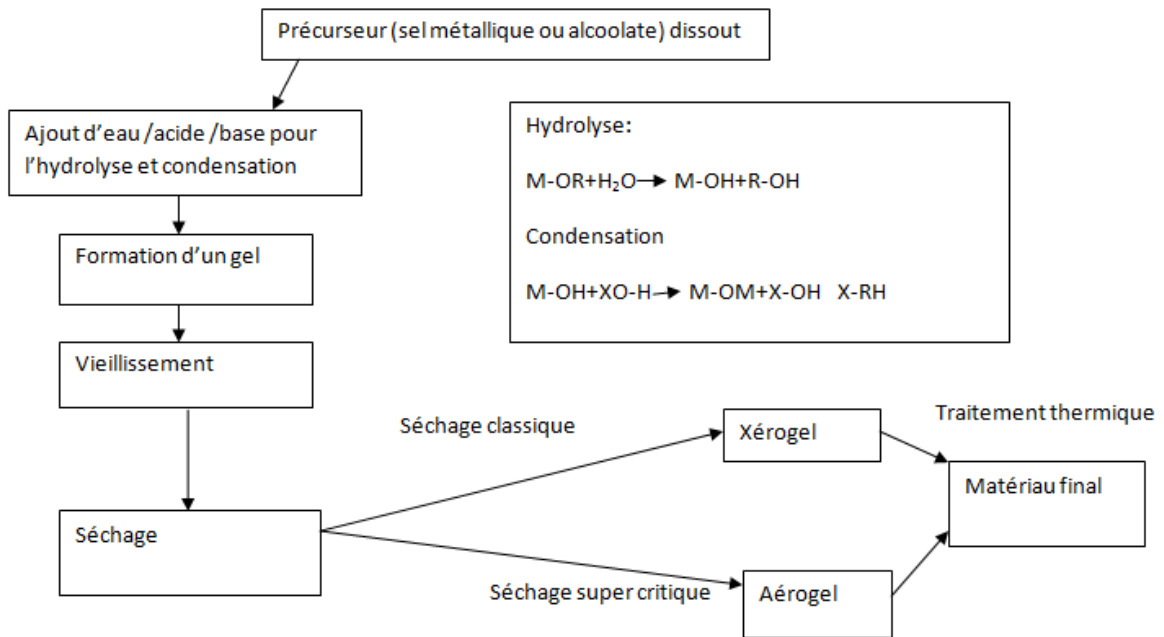 Précurseur (sel métallique ou alcoolate) dissout
Ajout d'eau /acide /base pour
l'hydrolyse et condensation
Hydrolyse:
M-OR+H₂O→ M-OH+R-OH
Condensation
M-OH+XO-H→ M-OM+X-OH X-RH
Formation d'un gel
Vieillissement
Séchage classique
Xérogel
Traitement thermique
Matériau final
Séchage
Séchage super critique
Aérogel